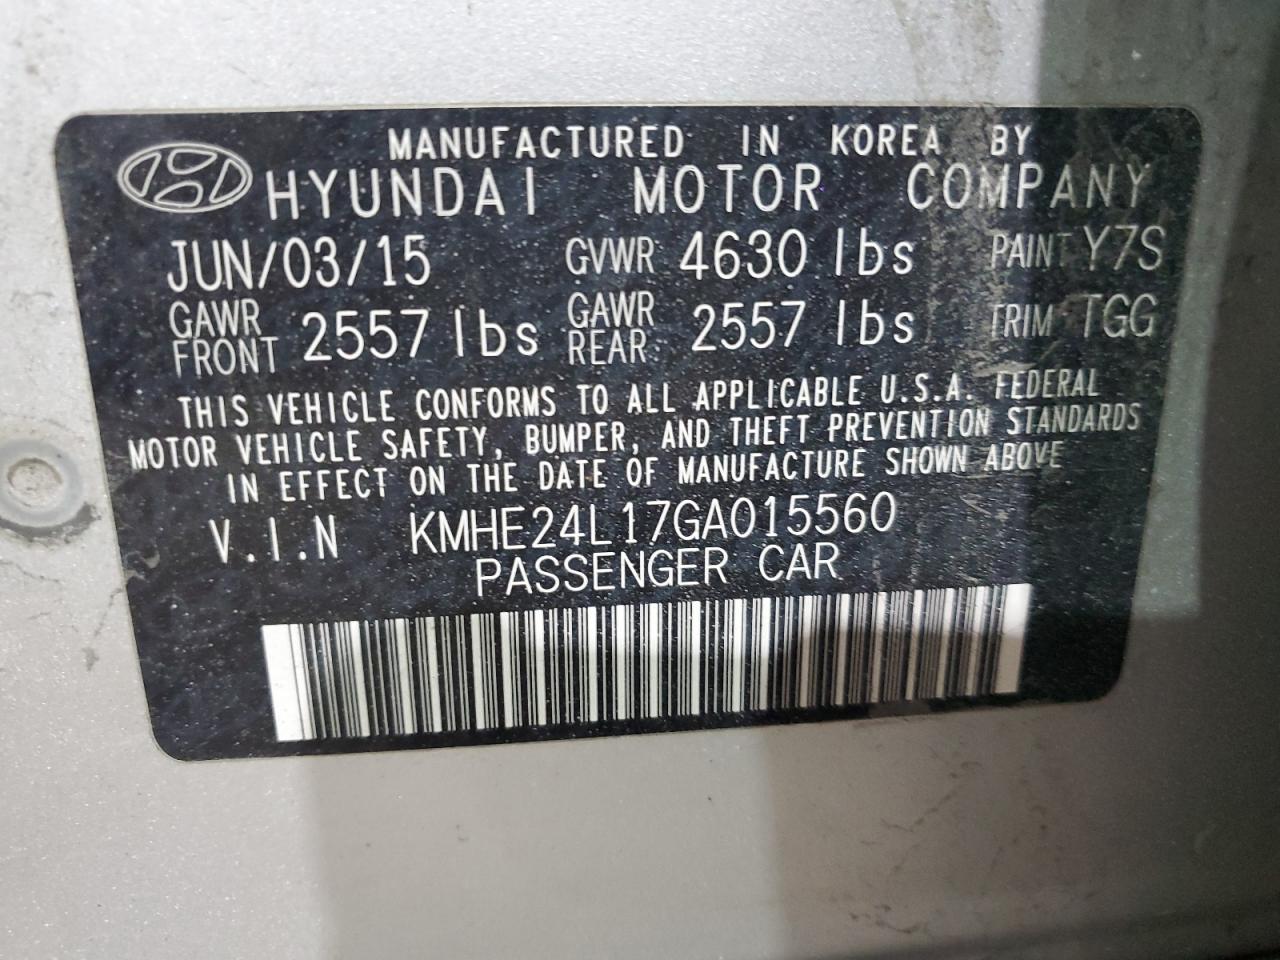 MANUFACTURED IN KOREA BY
HYUNDAI MOTOR COMPANY
JUN/03/15 GVWR 4630 lbs PAINT Y7S
GAWR FRONT 2557 lbs GAWR REAR 2557 lbs TRIM TGG
THIS VEHICLE CONFORMS TO ALL APPLICABLE U.S.A. FEDERAL
MOTOR VEHICLE SAFETY, BUMPER, AND THEFT PREVENTION STANDARDS
IN EFFECT ON THE DATE OF MANUFACTURE SHOWN ABOVE
V.I.N KMHE24L17GA015560
PASSENGER CAR